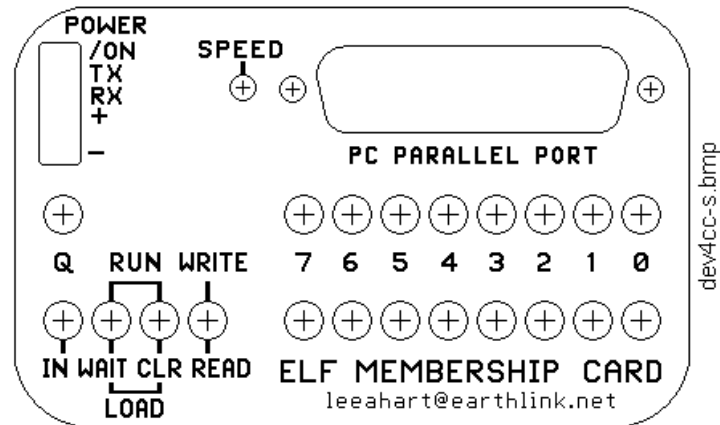 POWER
/ON
TX
RX
+
−
SPEED
PC PARALLEL PORT
Q RUN WRITE 7 6 5 4 3 2 1 0
IN WAIT CLR READ
LOAD
ELF MEMBERSHIP CARD
leeahart@earthlink.net
dev4cc-s.bmp